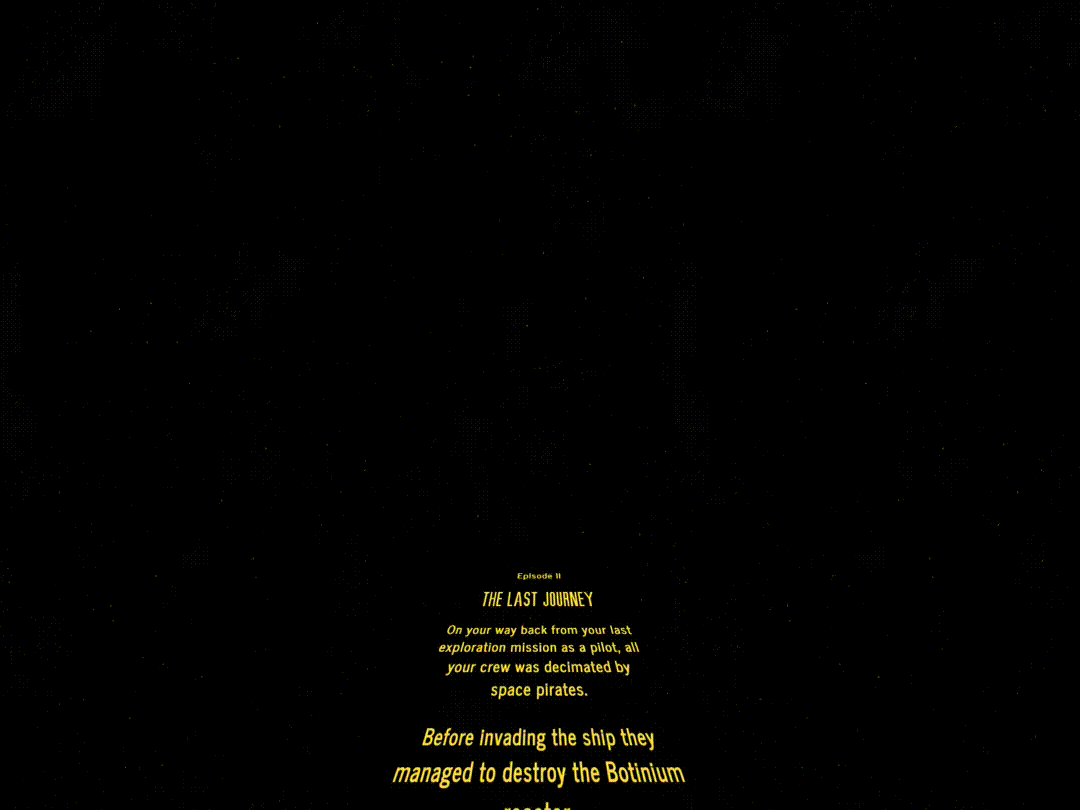 Episode II
THE LAST JOURNEY
On your way back from your last
exploration mission as a pilot, all
your crew was decimated by
space pirates.
Before invading the ship they
managed to destroy the Botinium